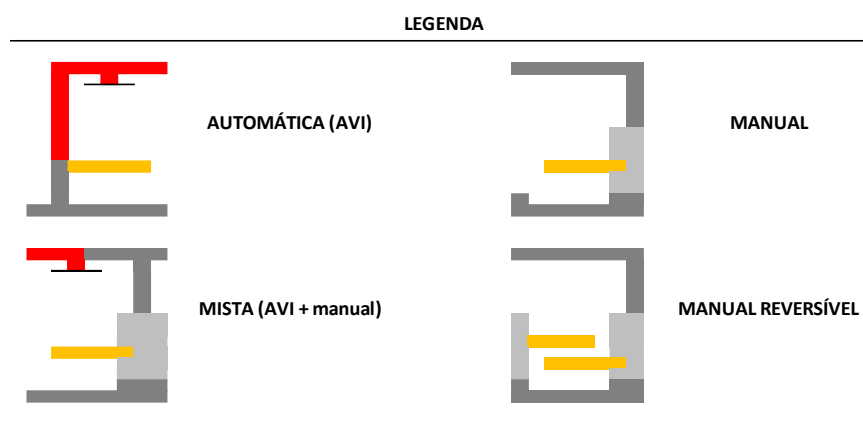 LEGENDA
AUTOMÁTICA (AVI)
MANUAL
MISTA (AVI + manual)
MANUAL REVERSÍVEL